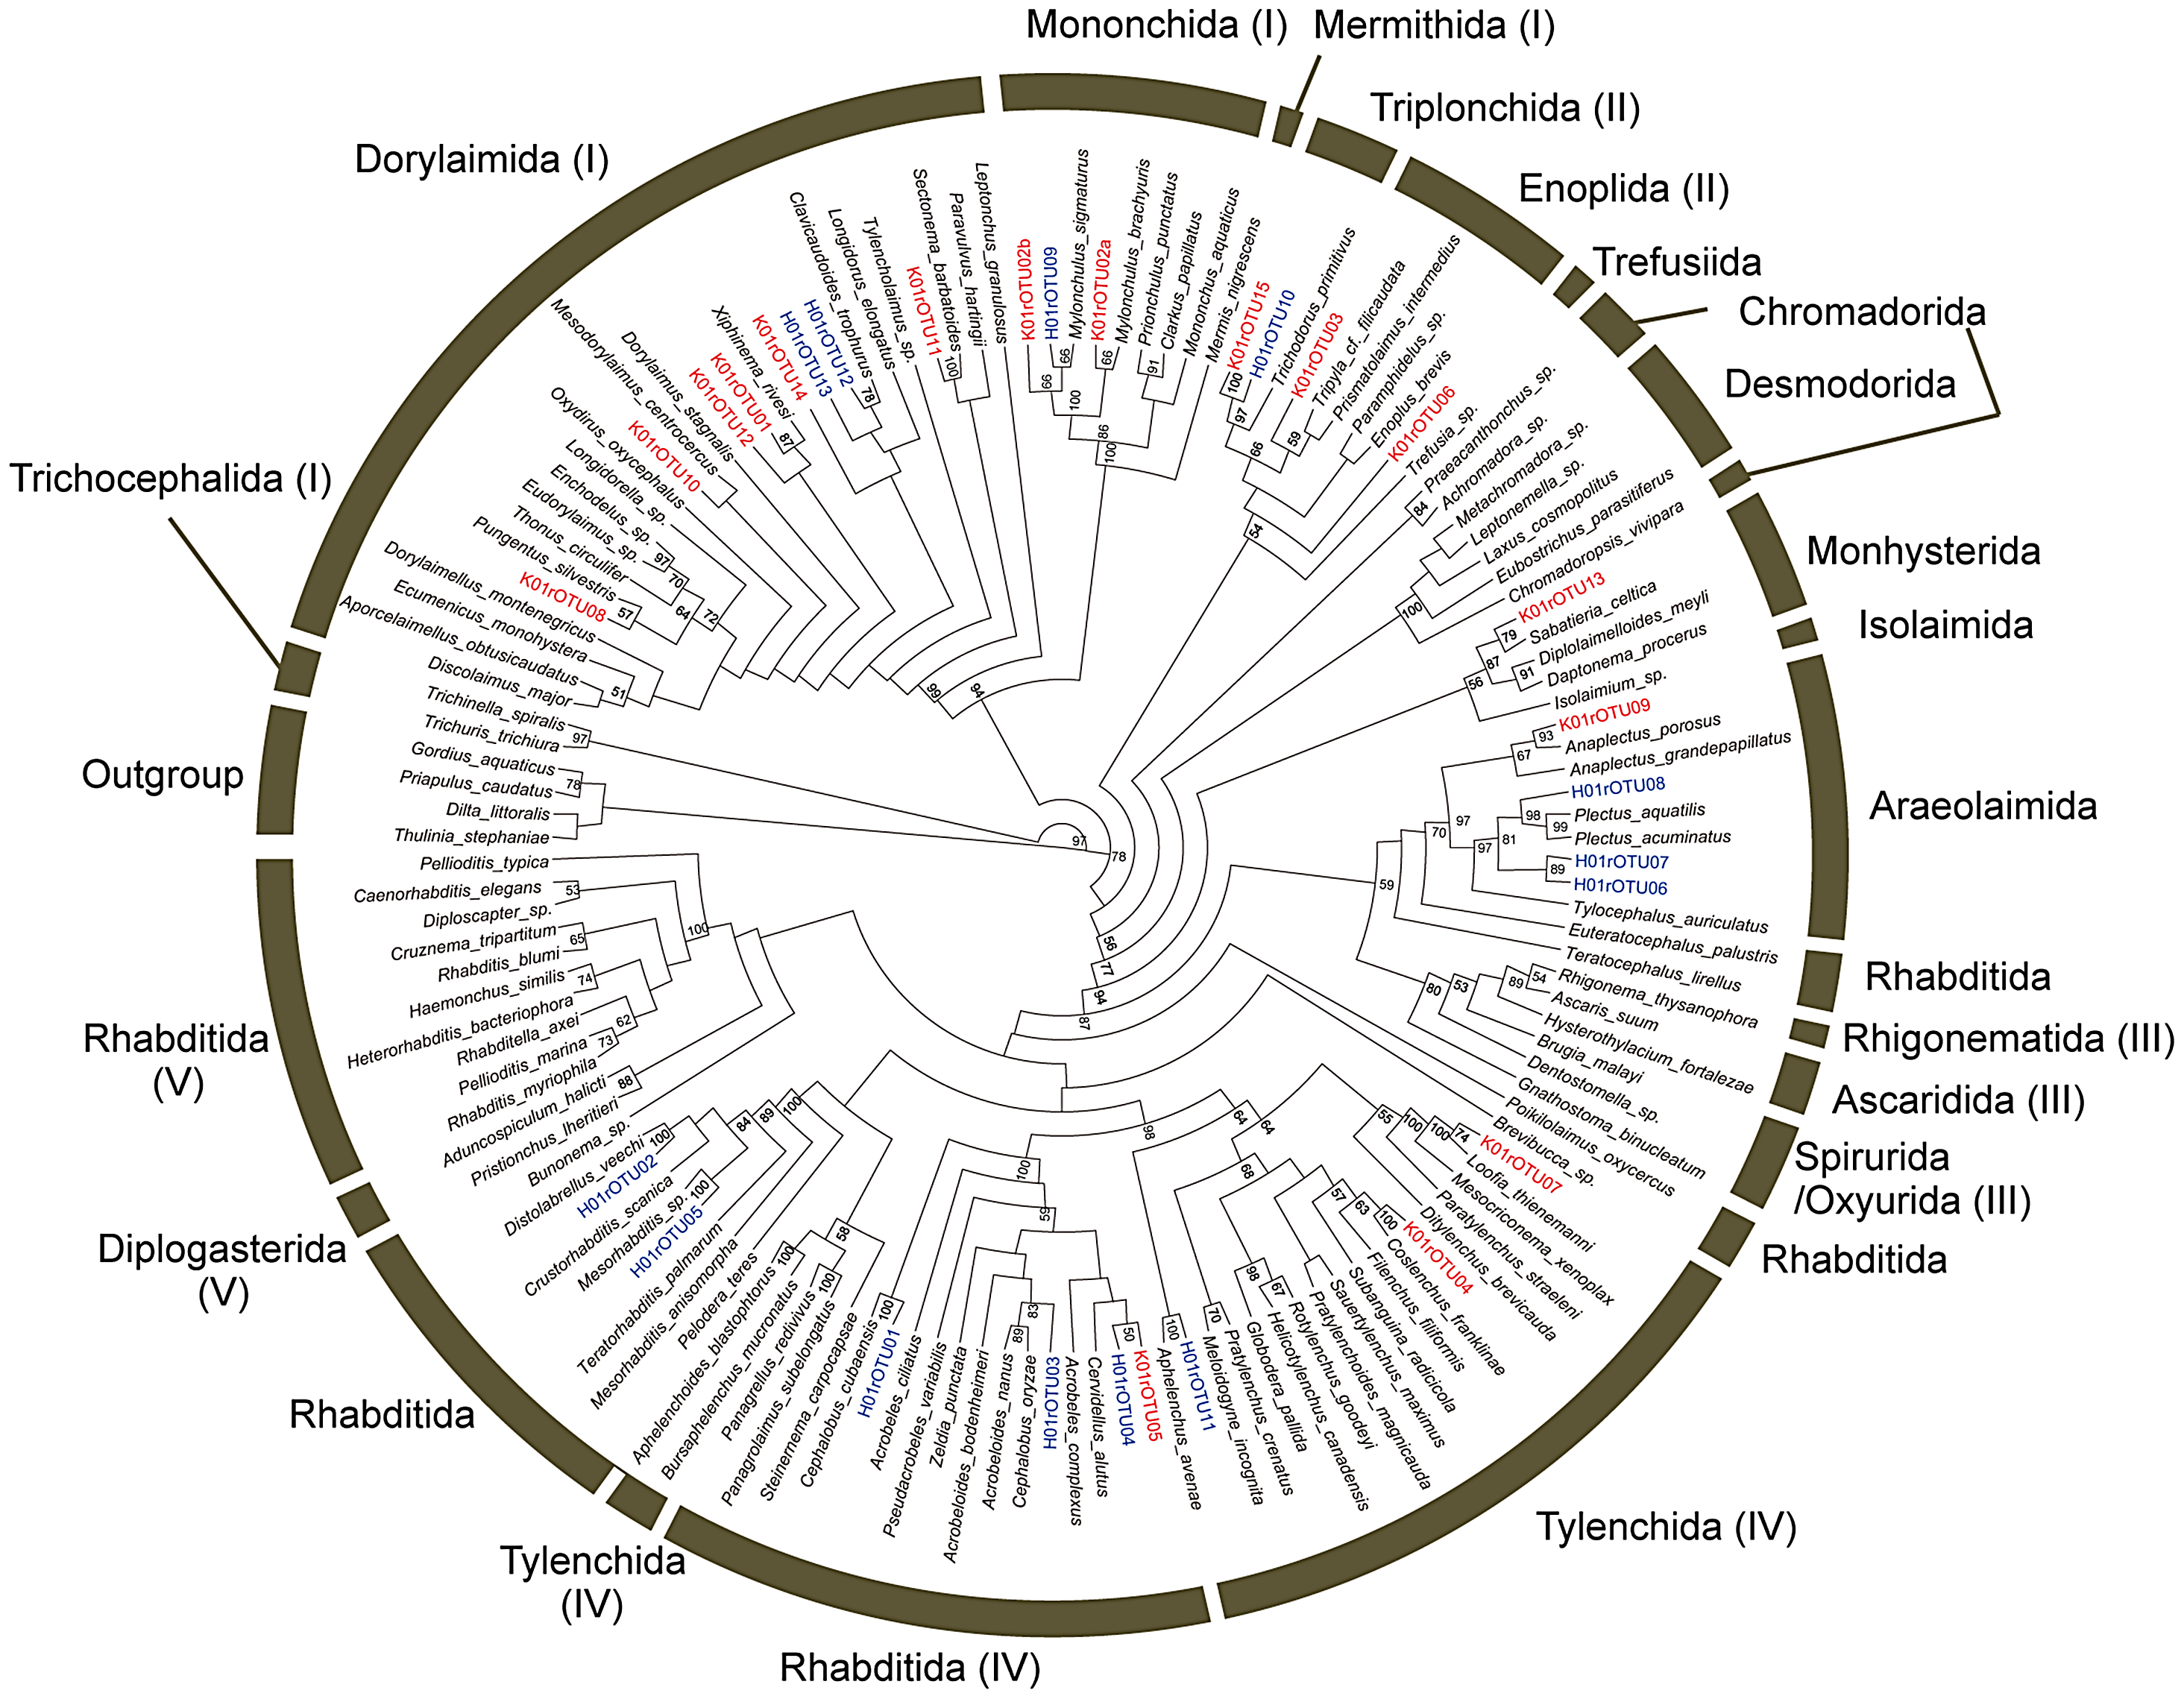 Mononchida (I)
Mermithida (I)
Triplonchida (II)
Enoplida (II)
Trefusiida
Chromadorida
Desmodorida
Monhysterida
Isolaimida
Araeolaimida
Rhabditida
Rhigonematida (III)
Ascaridida (III)
Spirurida
/Oxyurida (III)
Rhabditida
Tylenchida (IV)
Rhabditida (IV)
Tylenchida
(IV)
Rhabditida
Diplogasterida
(V)
Rhabditida
(V)
Outgroup
Trichocephalida (I)
Dorylaimida (I)
K01rOTU02b
H01rOTU09
Mylonchulus_sigmaturus
K01rOTU02a
Mylonchulus_brachyuris
Prionchulus_punctatus
Clarkus_papillatus
Mononchus_aquaticus
Mermis_nigrescens
K01rOTU15
H01rOTU10
Trichodorus_primitivus
K01rOTU03
Tripyla_cf._filicaudata
Prismatolaimus_intermedius
Paramphidelus_sp.
Enoplus_brevis
K01rOTU06
Trefusia_sp.
Praeacanthonchus_sp.
Achromadora_sp.
Metachromadora_sp.
Leptonemella_sp.
Laxus_cosmopolitus
Eubostrichus_parasitiferus
Chromadoropsis_vivipara
K01rOTU13
Sabatieria_celtica
Diplolaimelloides_meyli
Daptonema_procerus
Isolaimium_sp.
K01rOTU09
Anaplectus_porosus
Anaplectus_grandepapillatus
H01rOTU08
Plectus_aquatilis
Plectus_acuminatus
H01rOTU07
H01rOTU06
Tylocephalus_auriculatus
Euteratocephalus_palustris
Teratocephalus_lirellus
Rhigonema_thysanophora
Ascaris_suum
Hysterothylacium_fortalezae
Brugia_malayi
Dentostomella_sp.
Gnathostoma_binucleatum
Poikilolaimus_oxycercus
Brevibucca_sp.
K01rOTU07
Loofia_thienemanni
Mesocriconema_xenoplax
Paratylenchus_straeleni
Ditylenchus_brevicauda
K01rOTU04
Coslenchus_franklinae
Filenchus_filiformis
Subanguina_radicicola
Sauertylenchus_maximus
Pratylenchoides_magnicauda
Rotylenchus_goodeyi
Helicotylenchus_canadensis
Globodera_pallida
Pratylenchus_crenatus
Meloidogyne_incognita
H01rOTU11
Aphelenchus_avenae
K01rOTU05
H01rOTU04
Cervidellus_alutus
Acrobeles_complexus
H01rOTU03
Cephalobus_oryzae
Acrobeloides_nanus
Acrobeloides_bodenheimeri
Zeldia_punctata
Pseudacrobeles_variabilis
Acrobeles_ciliatus
H01rOTU01
Cephalobus_cubaensis
Steinernema_carpocapsae
Panagrolaimus_subelongatus
Panagrellus_redivivus
Bursaphelenchus_mucronatus
Aphelenchoides_blastophtorus
Pelodera_teres
Mesorhabditis_anisomorpha
Teratorhabditis_palmarum
H01rOTU05
Mesorhabditis_sp.
Crustorhabditis_scanica
H01rOTU02
Distolabrellus_veechi
Bunonema_sp.
Pristionchus_lheritieri
Aduncospiculum_halicti
Rhabditis_myriophila
Pellioditis_marina
Rhabditella_axei
Heterorhabditis_bacteriophora
Haemonchus_similis
Rhabditis_blumi
Cruznema_tripartitum
Diploscapter_sp.
Caenorhabditis_elegans
Pellioditis_typica
Thulinia_stephaniae
Dilta_littoralis
Priapulus_caudatus
Gordius_aquaticus
Trichuris_trichiura
Trichinella_spiralis
Discolaimus_major
Aporcelaimellus_obtusicaudatus
Ecumenicus_monohystera
Dorylaimellus_montenegricus
K01rOTU08
Pungentus_silvestris
Thonus_circulifer
Eudorylaimus_sp.
Enchodelus_sp.
Longidorella_sp.
Oxydirus_oxycephalus
K01rOTU10
Mesodorylaimus_centrocercus
Dorylaimus_stagnalis
K01rOTU12
K01rOTU01
Xiphinema_rivesi
K01rOTU14
H01rOTU13
H01rOTU12
Clavicaudoides_trophurus
Longidorus_elongatus
Tylencholaimus_sp.
K01rOTU11
Sectonema_barbatoides
Paravulvus_hartingii
Leptonchus_granulosus
66
66
100
66
86
100
91
100
97
66
59
54
84
100
79
87
91
56
93
67
97
70
98
99
81
97
89
59
54
89
53
80
74
100
100
55
64
64
68
57
63
100
98
67
70
98
100
50
59
83
89
100
100
58
100
100
100
89
84
100
100
88
73
62
74
65
53
100
78
97
97
78
56
77
94
87
51
57
64
72
70
97
87
78
100
99
94